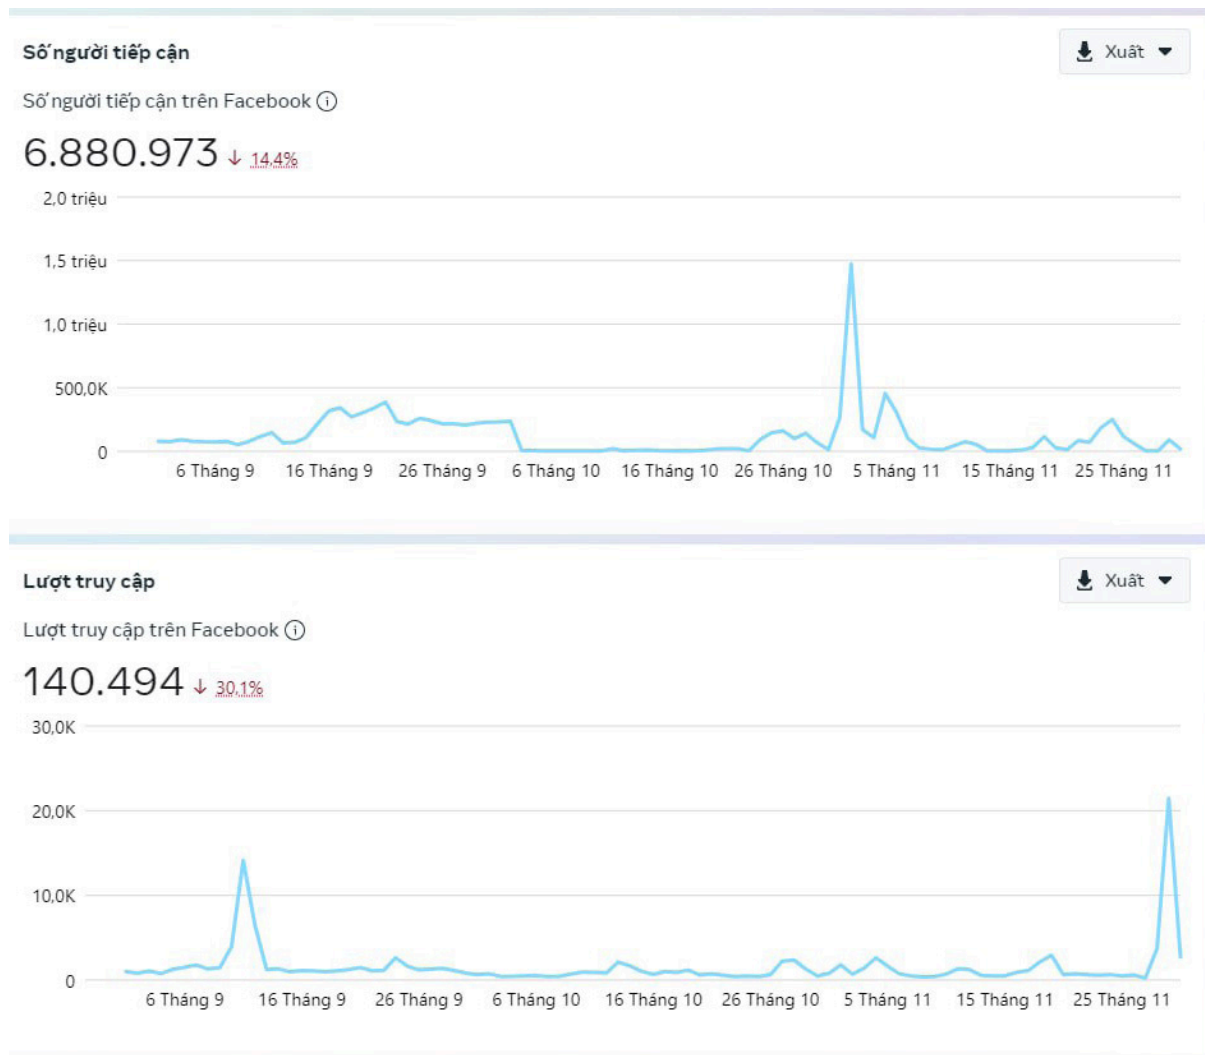 Số người tiếp cận
Xuất
Số người tiếp cận trên Facebook
6.880.973 ↓ 14,4%
2,0 triệu
1,5 triệu
1,0 triệu
500,0K
0
6 Tháng 9 16 Tháng 9 26 Tháng 9 6 Tháng 10 16 Tháng 10 26 Tháng 10 5 Tháng 11 15 Tháng 11 25 Tháng 11
Lượt truy cập
Xuất
Lượt truy cập trên Facebook
140.494 ↓ 30,1%
30,0K
20,0K
10,0K
0
6 Tháng 9 16 Tháng 9 26 Tháng 9 6 Tháng 10 16 Tháng 10 26 Tháng 10 5 Tháng 11 15 Tháng 11 25 Tháng 11